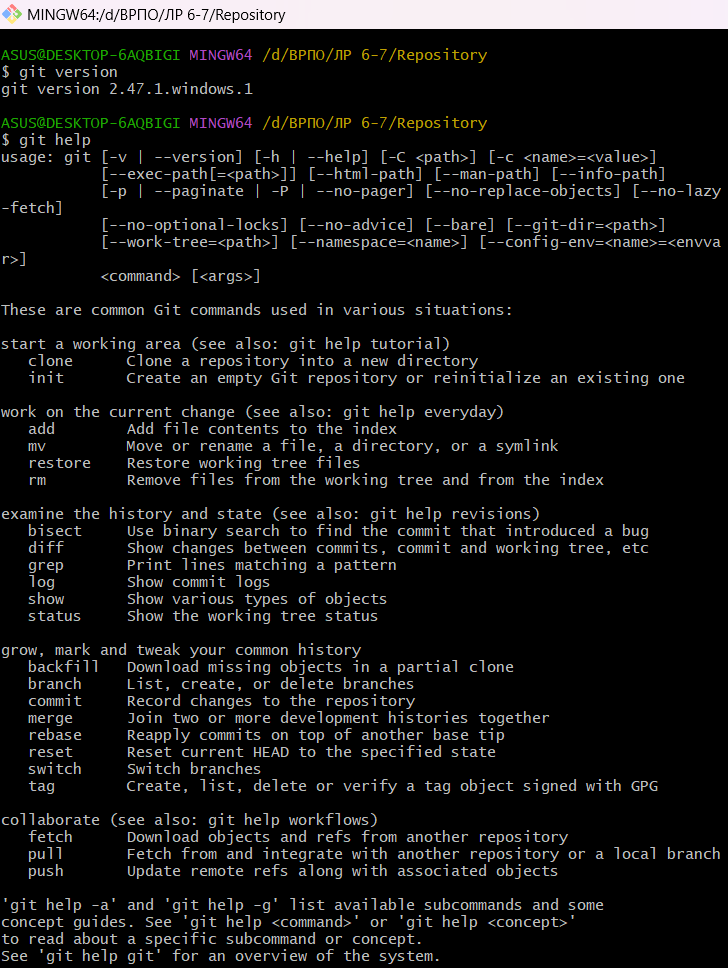 MINGW64:/d/ВРПО/ЛР 6-7/Repository
ASUS@DESKTOP-6AQBIGI MINGW64 /d/ВРПО/ЛР 6-7/Repository
$ git version
git version 2.47.1.windows.1
ASUS@DESKTOP-6AQBIGI MINGW64 /d/ВРПО/ЛР 6-7/Repository
$ git help
usage: git [-v | --version] [-h | --help] [-C <path>] [-c <name>=<value>]
           [--exec-path[=<path>]] [--html-path] [--man-path] [--info-path]
           [-p | --paginate | -P | --no-pager] [--no-replace-objects] [--no-lazy
-fetch]
           [--no-optional-locks] [--no-advice] [--bare] [--git-dir=<path>]
           [--work-tree=<path>] [--namespace=<name>] [--config-env=<name>=<envva
r>]
           <command> [<args>]
These are common Git commands used in various situations:
start a working area (see also: git help tutorial)
   clone      Clone a repository into a new directory
   init       Create an empty Git repository or reinitialize an existing one
work on the current change (see also: git help everyday)
   add        Add file contents to the index
   mv         Move or rename a file, a directory, or a symlink
   restore    Restore working tree files
   rm         Remove files from the working tree and from the index
examine the history and state (see also: git help revisions)
   bisect     Use binary search to find the commit that introduced a bug
   diff       Show changes between commits, commit and working tree, etc
   grep       Print lines matching a pattern
   log        Show commit logs
   show       Show various types of objects
   status     Show the working tree status
grow, mark and tweak your common history
   backfill   Download missing objects in a partial clone
   branch     List, create, or delete branches
   commit     Record changes to the repository
   merge      Join two or more development histories together
   rebase     Reapply commits on top of another base tip
   reset      Reset current HEAD to the specified state
   switch     Switch branches
   tag        Create, list, delete or verify a tag object signed with GPG
collaborate (see also: git help workflows)
   fetch      Download objects and refs from another repository
   pull       Fetch from and integrate with another repository or a local branch
   push       Update remote refs along with associated objects
'git help -a' and 'git help -g' list available subcommands and some
concept guides. See 'git help <command>' or 'git help <concept>'
to read about a specific subcommand or concept.
See 'git help git' for an overview of the system.